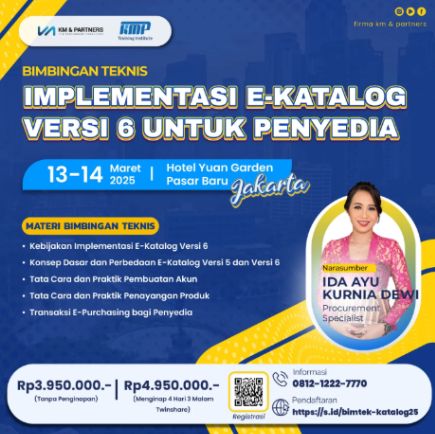 firma km & partners
KM & PARTNERS
KMP
Training Institute
BIMBINGAN TEKNIS
IMPLEMENTASI E-KATALOG
VERSI 6 UNTUK PENYEDIA
13-14 Maret 2025 | Hotel Yuan Garden
Pasar Baru Jakarta
MATERI BIMBINGAN TEKNIS
• Kebijakan Implementasi E-Katalog Versi 6
• Konsep Dasar dan Perbedaan E-Katalog Versi 5 dan Versi 6
• Tata Cara dan Praktik Pembuatan Akun
• Tata Cara dan Praktik Penayangan Produk
• Transaksi E-Purchasing bagi Penyedia
Narasumber
IDA AYU
KURNIA DEWI
Procurement
Specialist
Rp3.950.000.-
(Tanpa Penginapan)
Rp4.950.000.-
(Menginap 4 Hari 3 Malam
Twinshare)
Registrasi
Informasi
0812-1222-7770
Pendaftaran
https://s.id/bimtek-katalog25